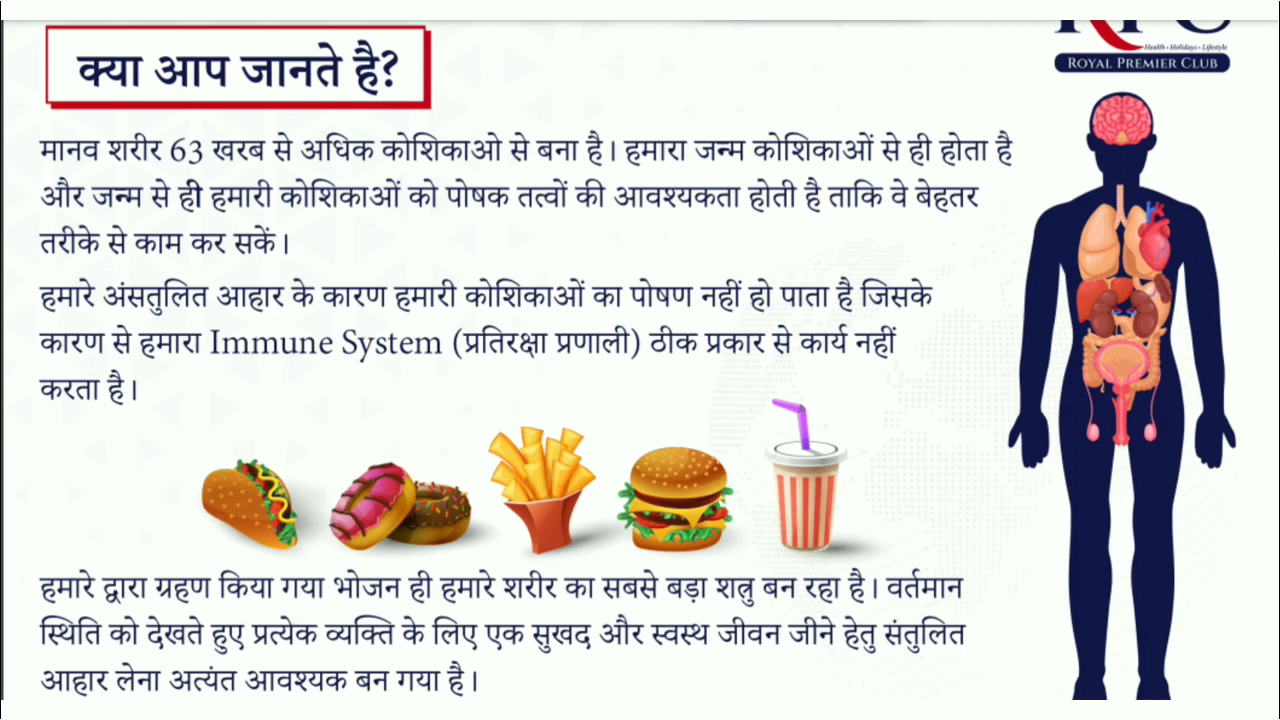 Health • Holidays • Lifestyle
ROYAL PREMIER CLUB
क्या आप जानते है?
मानव शरीर 63 खरब से अधिक कोशिकाओ से बना है। हमारा जन्म कोशिकाओं से ही होता है
और जन्म से ही हमारी कोशिकाओं को पोषक तत्वों की आवश्यकता होती है ताकि वे बेहतर
तरीके से काम कर सकें।
हमारे अंसतुलित आहार के कारण हमारी कोशिकाओं का पोषण नहीं हो पाता है जिसके
कारण से हमारा Immune System (प्रतिरक्षा प्रणाली) ठीक प्रकार से कार्य नहीं
करता है।
हमारे द्वारा ग्रहण किया गया भोजन ही हमारे शरीर का सबसे बड़ा शत्रु बन रहा है। वर्तमान
स्थिति को देखते हुए प्रत्येक व्यक्ति के लिए एक सुखद और स्वस्थ जीवन जीने हेतु संतुलित
आहार लेना अत्यंत आवश्यक बन गया है।